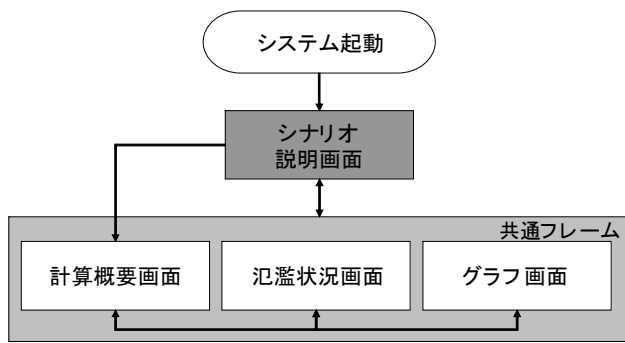 システム起動
シナリオ
説明画面
共通フレーム
計算概要画面
氾濫状況画面
グラフ画面